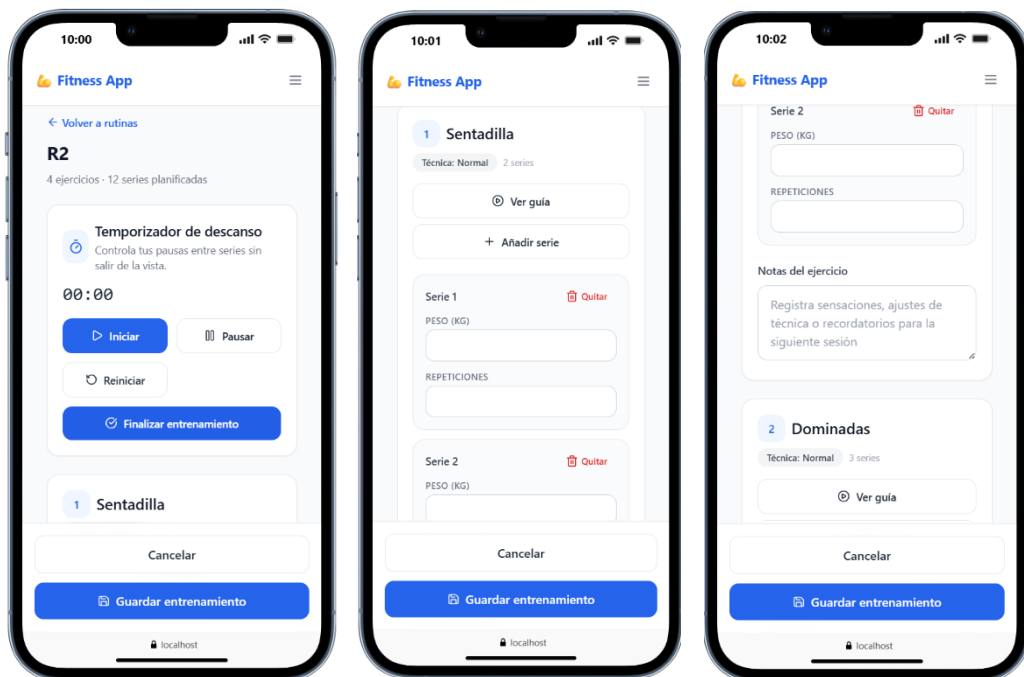 10:00
Fitness App
Volver a rutinas
R2
4 ejercicios · 12 series planificadas
Temporizador de descanso
Controla tus pausas entre series sin
salir de la vista.
00:00
Iniciar
Pausar
Reiniciar
Finalizar entrenamiento
1 Sentadilla
Cancelar
Guardar entrenamiento
localhost
10:01
Fitness App
1 Sentadilla
Técnica: Normal 2 series
Ver guía
+ Añadir serie
Serie 1 Quitar
PESO (KG)
REPETICIONES
Serie 2 Quitar
PESO (KG)
Cancelar
Guardar entrenamiento
localhost
10:02
Fitness App
Serie 2 Quitar
PESO (KG)
REPETICIONES
Notas del ejercicio
Registra sensaciones, ajustes de
técnica o recordatorios para la
siguiente sesión
2 Dominadas
Técnica: Normal 3 series
Ver guía
Cancelar
Guardar entrenamiento
localhost